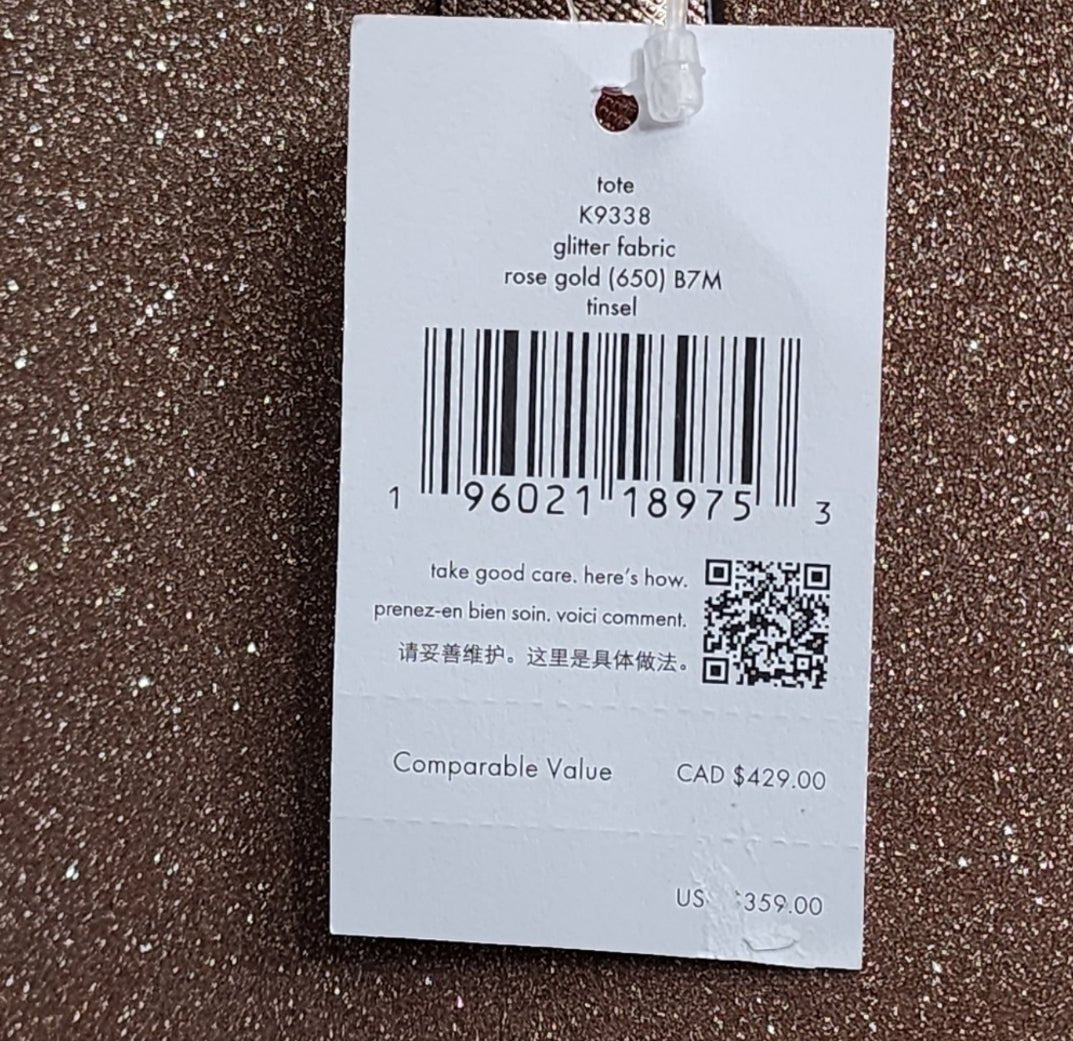 tote
K9338
glitter fabric
rose gold (650) B7M
tinsel
1 96021 18975 3
take good care. here's how.
prenez-en bien soin. voici comment.
请妥善维护。这里是具体做法。
Comparable Value CAD $429.00
US $359.00